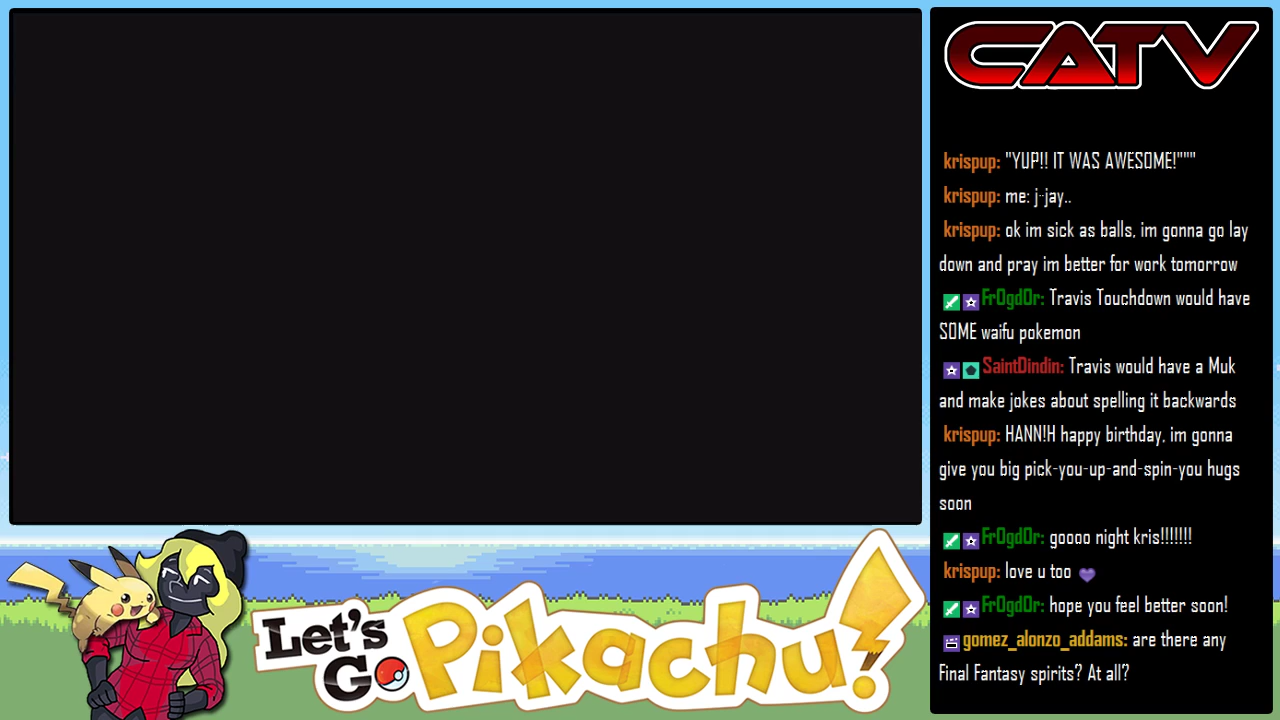 CATV
krispup: "YUP!! IT WAS AWESOME!"""
krispup: me: j-jay..
krispup: ok im sick as balls, im gonna go lay
down and pray im better for work tomorrow
Fr0gd0r: Travis Touchdown would have
SOME waifu pokemon
SaintDindin: Travis would have a Muk
and make jokes about spelling it backwards
krispup: HANN!H happy birthday, im gonna
give you big pick-you-up-and-spin-you hugs
soon
Fr0gd0r: goooo night kris!!!!!!!
krispup: love u too
Fr0gd0r: hope you feel better soon!
gomez_alonzo_addams: are there any
Final Fantasy spirits? At all?
Let's
Go
Pikachu!